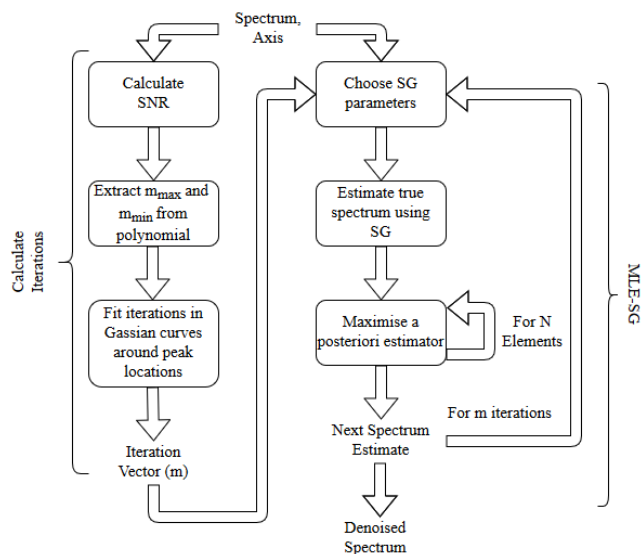 Spectrum,
Axis
Calculate
SNR
Extract mmax and
mmin from
polynomial
Fit iterations in
Gassian curves
around peak
locations
Iteration
Vector (m)
Calculate
Iterations
Choose SG
parameters
Estimate true
spectrum using
SG
Maximise a
posteriori estimator
For N
Elements
Next Spectrum
Estimate
For m iterations
Denoised
Spectrum
MLE-SG